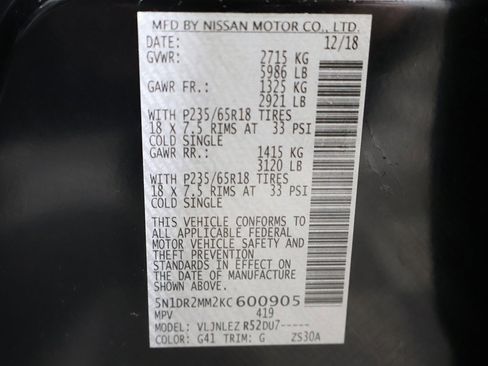 MFD BY NISSAN MOTOR CO., LTD.
DATE: 12/18
GVWR: 2715 KG
5986 LB
GAWR FR.: 1325 KG
2921 LB
WITH P235/65R18 TIRES
18 X 7.5 RIMS AT 33 PSI
COLD SINGLE
GAWR RR.: 1415 KG
3120 LB
WITH P235/65R18 TIRES
18 X 7.5 RIMS AT 33 PSI
COLD SINGLE
THIS VEHICLE CONFORMS TO
ALL APPLICABLE FEDERAL
MOTOR VEHICLE SAFETY AND
THEFT PREVENTION
STANDARDS IN EFFECT ON
THE DATE OF MANUFACTURE
SHOWN ABOVE.
5N1DR2MM2KC600905
MPV 419
MODEL: VLJNLEZ R52DU7-----
COLOR: G41 TRIM: G ZS30A